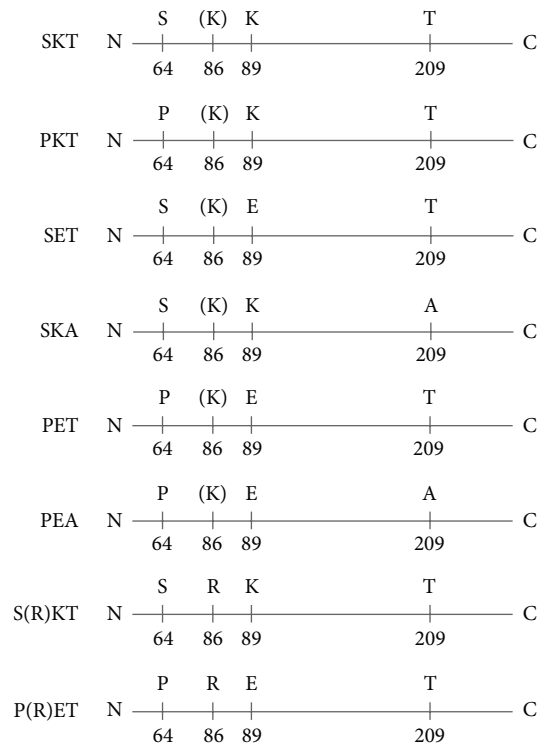 S (K) K T
SKT N C
64 86 89 209
P (K) K T
PKT N C
64 86 89 209
S (K) E T
SET N C
64 86 89 209
S (K) K A
SKA N C
64 86 89 209
P (K) E T
PET N C
64 86 89 209
P (K) E A
PEA N C
64 86 89 209
S R K T
S(R)KT N C
64 86 89 209
P R E T
P(R)ET N C
64 86 89 209